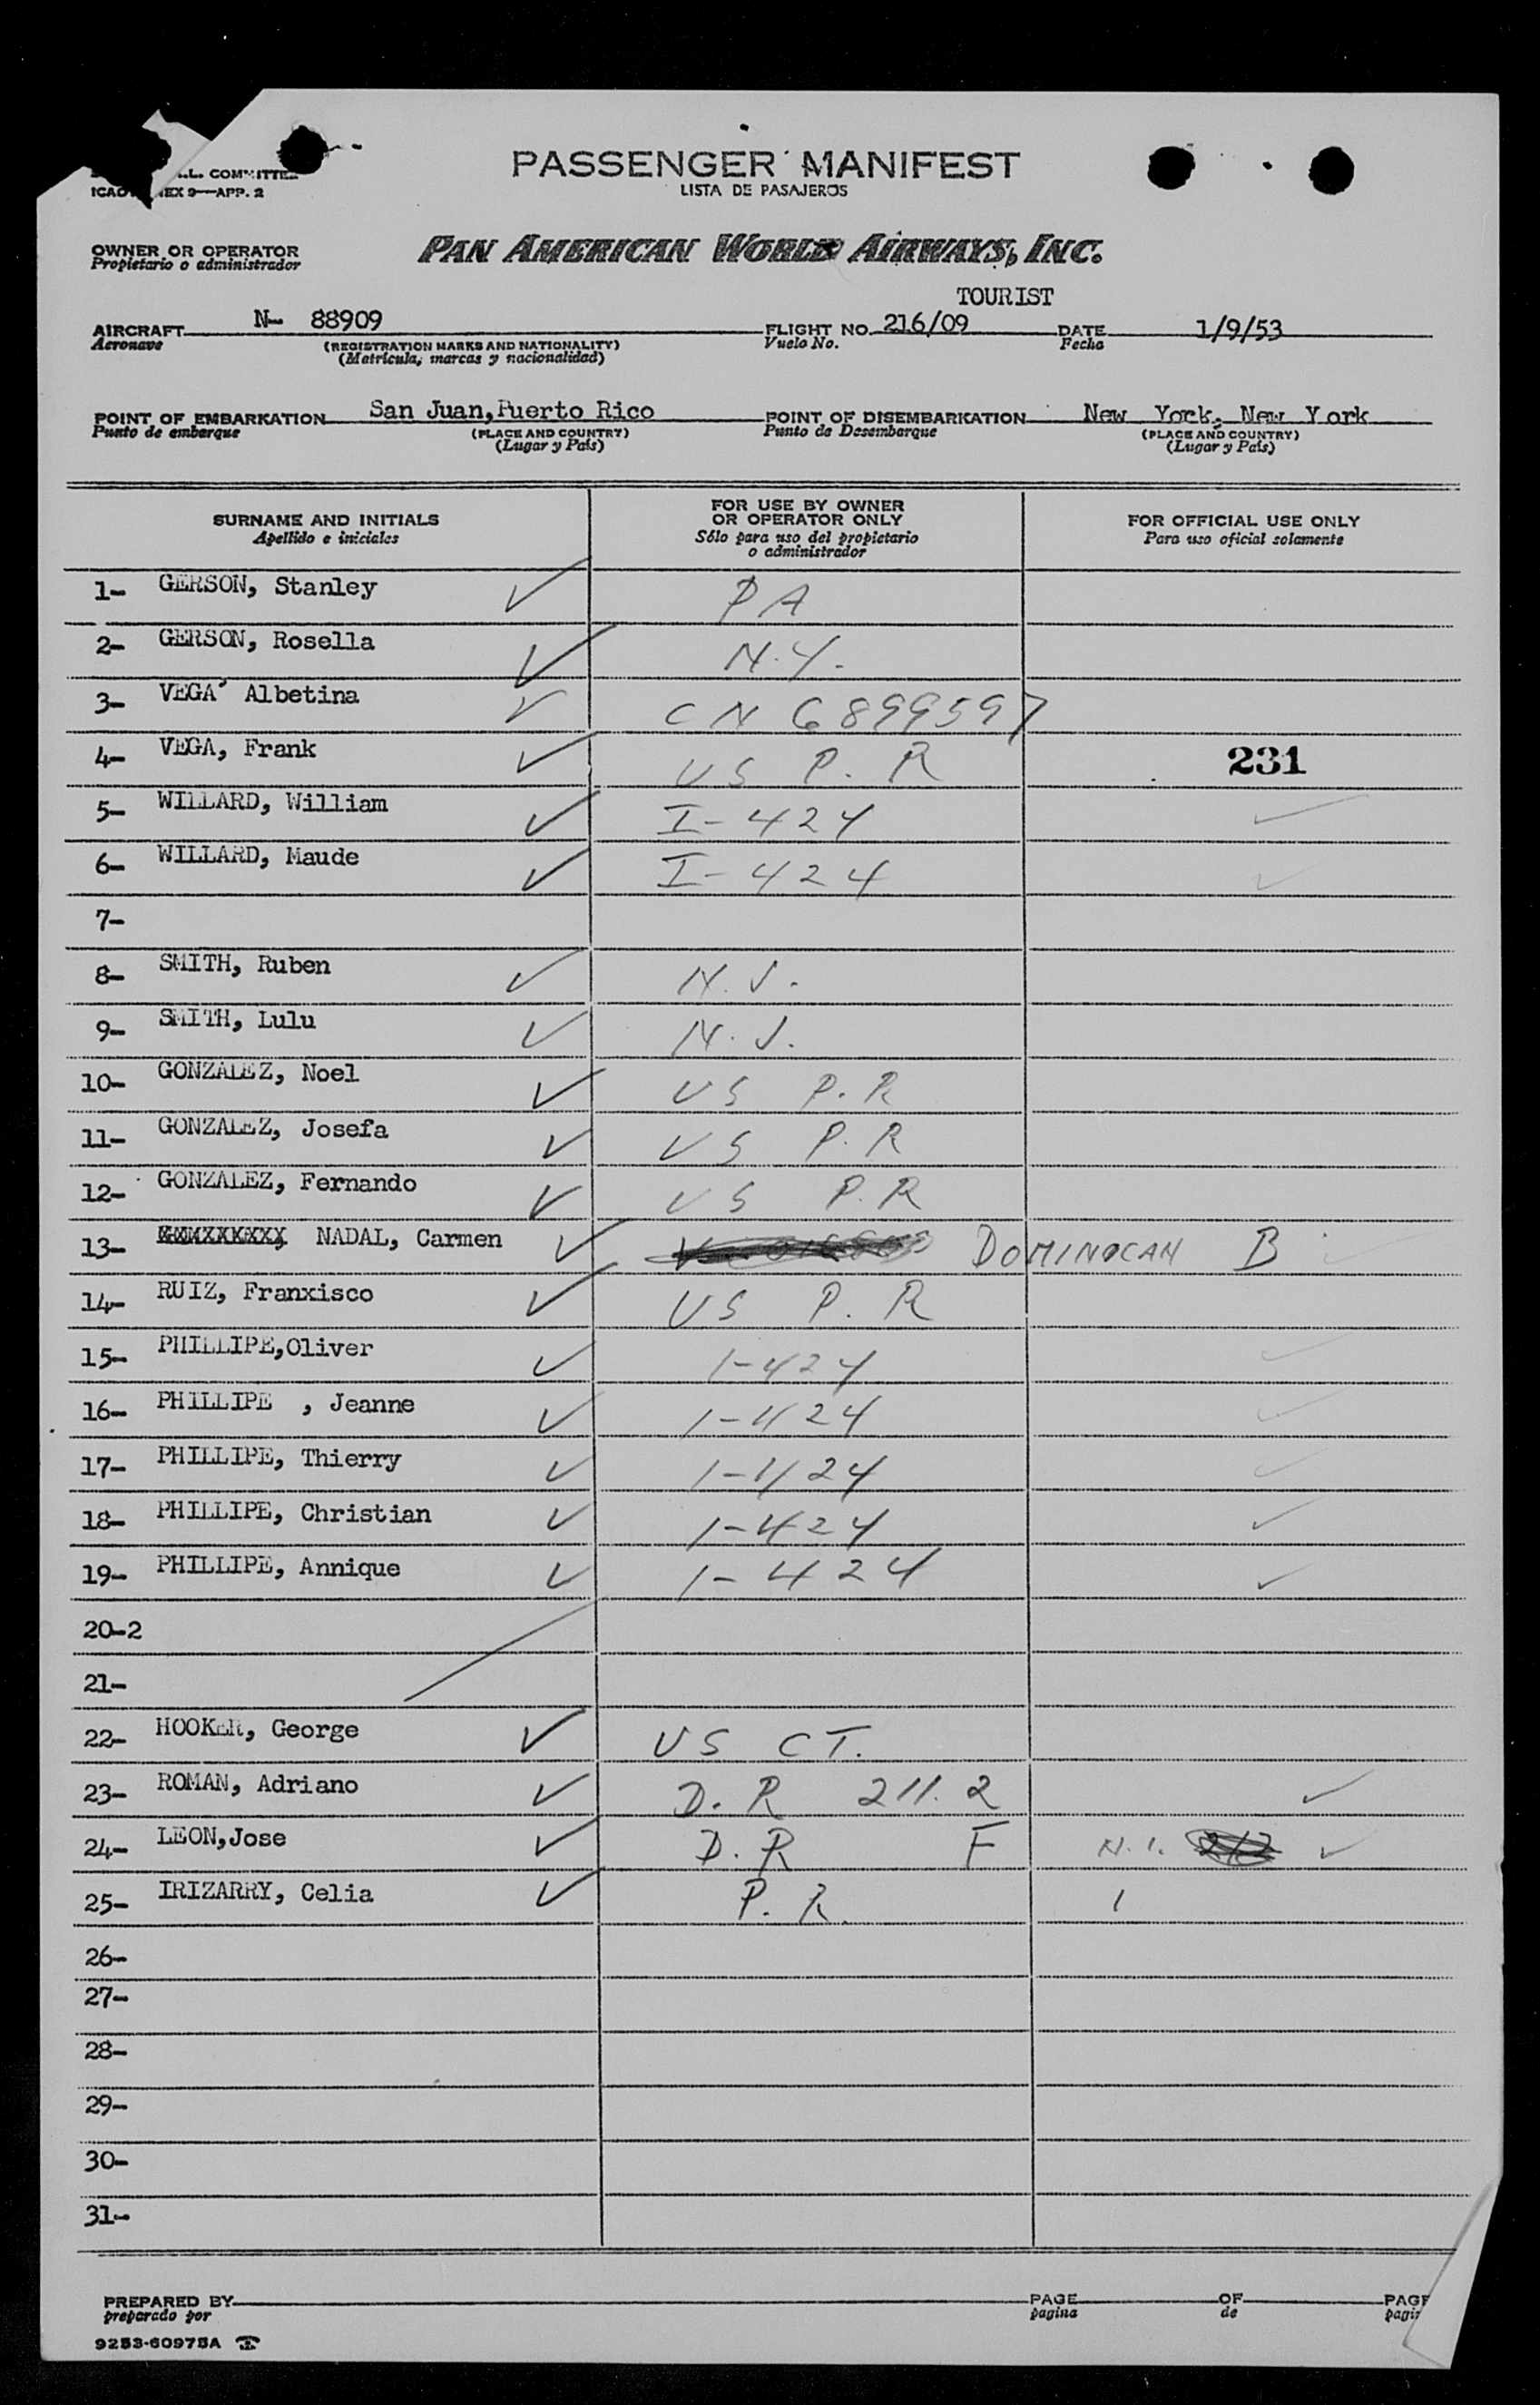 L. COMMITTEE
ICAO ANNEX 9—APP. 2
PASSENGER MANIFEST
LISTA DE PASAJEROS
OWNER OR OPERATOR
Propietario o administrador
PAN AMERICAN WORLD AIRWAYS, INC.
TOURIST
AIRCRAFT N- 88909 FLIGHT NO. 216/09 DATE 1/9/53
Aeronave (REGISTRATION MARKS AND NATIONALITY) Vuelo No. Fecha
(Matrícula, marcas y nacionalidad)
POINT OF EMBARKATION San Juan, Puerto Rico POINT OF DISEMBARKATION New York, New York
Punto de embarque (PLACE AND COUNTRY) Punto de Desembarque (PLACE AND COUNTRY)
(Lugar y País) (Lugar y País)
SURNAME AND INITIALS
Apellido e iniciales
FOR USE BY OWNER
OR OPERATOR ONLY
Sólo para uso del propietario
o administrador
FOR OFFICIAL USE ONLY
Para uso oficial solamente
1- GERSON, Stanley ✓ PA
2- GERSON, Rosella ✓ N.Y.
3- VEGA Albetina ✓ CN 6899597
4- VEGA, Frank ✓ US P.R 231
5- WILLARD, William ✓ I-424 ✓
6- WILLARD, Maude ✓ I-424 ✓
7-
8- SMITH, Ruben ✓ N.J.
9- SMITH, Lulu ✓ N.J.
10- GONZALEZ, Noel ✓ US P.R
11- GONZALEZ, Josefa ✓ US P.R
12- GONZALEZ, Fernando ✓ US P.R
13- NADAL, Carmen ✓ DOMINOCAN B ✓
14- RUIZ, Franxisco ✓ US P.R
15- PHILLIPE,Oliver ✓ 1-424 ✓
16- PHILLIPE , Jeanne ✓ 1-424 ✓
17- PHILLIPE, Thierry ✓ 1-424 ✓
18- PHILLIPE, Christian ✓ 1-424 ✓
19- PHILLIPE, Annique ✓ 1-424 ✓
20-2
21-
22- HOOKER, George ✓ US CT.
23- ROMAN, Adriano ✓ D.R 211.2 ✓
24- LEON,Jose ✓ D.R F N.I. ✓
25- IRIZARRY, Celia ✓ P.R. 1
26-
27-
28-
29-
30-
31-
PREPARED BY PAGE OF PAGE
preparado por pagina de
9253-60975A